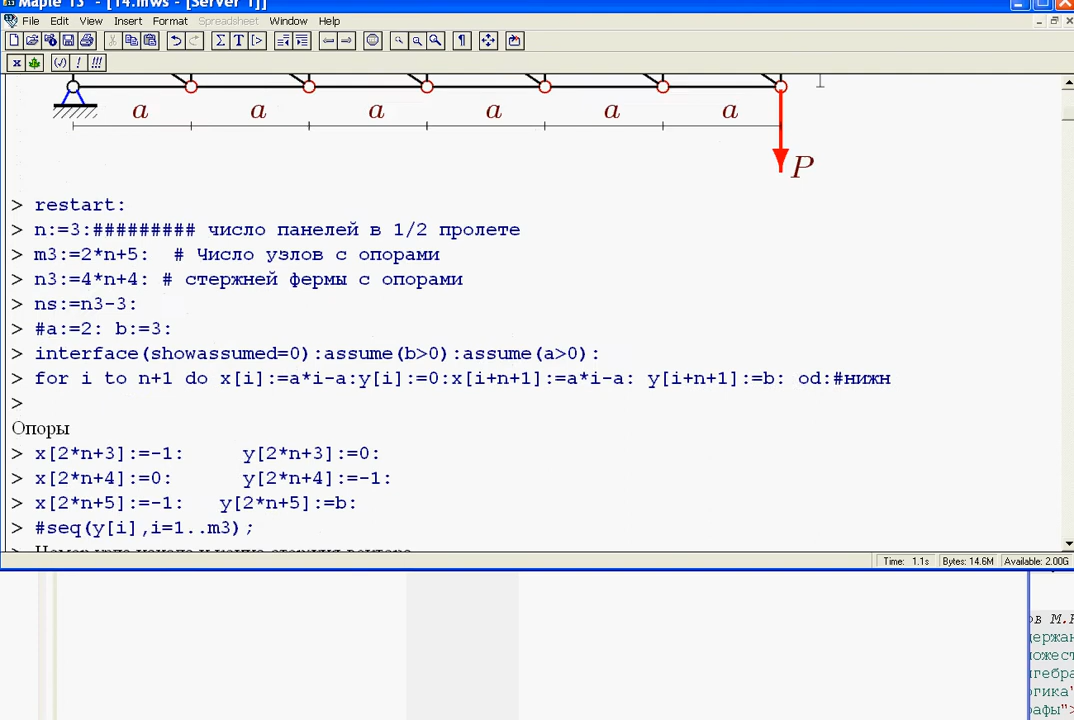 Maple 13 - [14.mws - [Server 1]]
File Edit View Insert Format Spreadsheet Window Help
a a a a a a
P
> restart:
> n:=3:######### число панелей в 1/2 пролете
> m3:=2*n+5: # Число узлов с опорами
> n3:=4*n+4: # стержней фермы с опорами
> ns:=n3-3:
> #a:=2: b:=3:
> interface(showassumed=0):assume(b>0):assume(a>0):
> for i to n+1 do x[i]:=a*i-a:y[i]:=0:x[i+n+1]:=a*i-a: y[i+n+1]:=b: od:#нижн
>
Опоры
> x[2*n+3]:=-1: y[2*n+3]:=0:
> x[2*n+4]:=0: y[2*n+4]:=-1:
> x[2*n+5]:=-1: y[2*n+5]:=b:
> #seq(y[i],i=1..m3);
Time: 1.1s Bytes: 14.6M Available: 2.00G